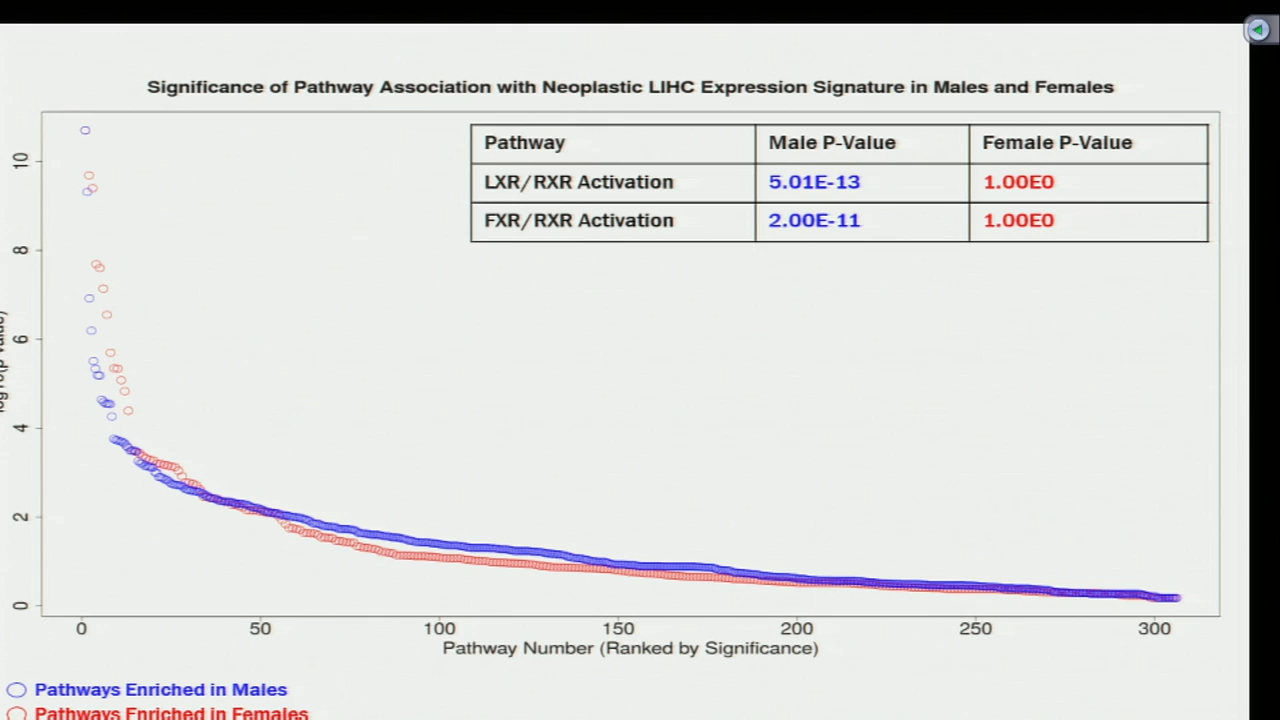 Significance of Pathway Association with Neoplastic LIHC Expression Signature in Males and Females
Pathway Male P-Value Female P-Value
LXR/RXR Activation 5.01E-13 1.00E0
FXR/RXR Activation 2.00E-11 1.00E0
10
8
6
4
2
0
0 50 100 150 200 250 300
Pathway Number (Ranked by Significance)
Pathways Enriched in Males
Pathways Enriched in Females